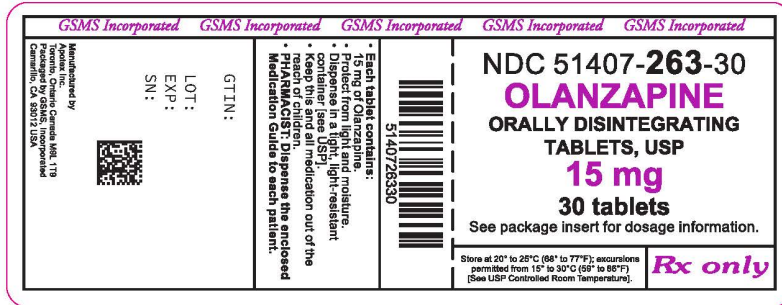 GSMS Incorporated GSMS Incorporated GSMS Incorporated GSMS Incorporated GSMS Incorporated
NDC 51407-263-30
OLANZAPINE
ORALLY DISINTEGRATING
TABLETS, USP
15 mg
30 tablets
See package insert for dosage information.
Store at 20° to 25°C (68° to 77°F); excursions
permitted from 15° to 30°C (59° to 86°F)
[See USP Controlled Room Temperature].
Rx only
5140726330
• Each tablet contains:
15 mg of Olanzapine.
• Protect from light and moisture.
• Dispense in a tight, light-resistant
container [see USP].
• Keep this and all medication out of the
reach of children.
• PHARMACIST: Dispense the enclosed
Medication Guide to each patient.
GTIN:
LOT:
EXP:
SN:
Manufactured by
Apotex Inc.
Toronto, Ontario Canada M9L 1T9
Packaged by GSMS, Incorporated
Camarillo, CA 93012 USA